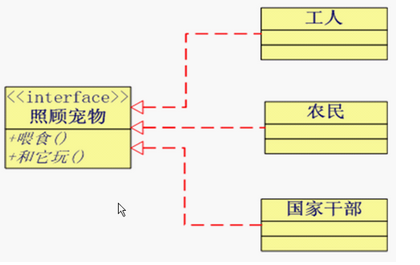 <<interface>>
照顾宠物
+喂食()
+和它玩()
工人
农民
国家干部